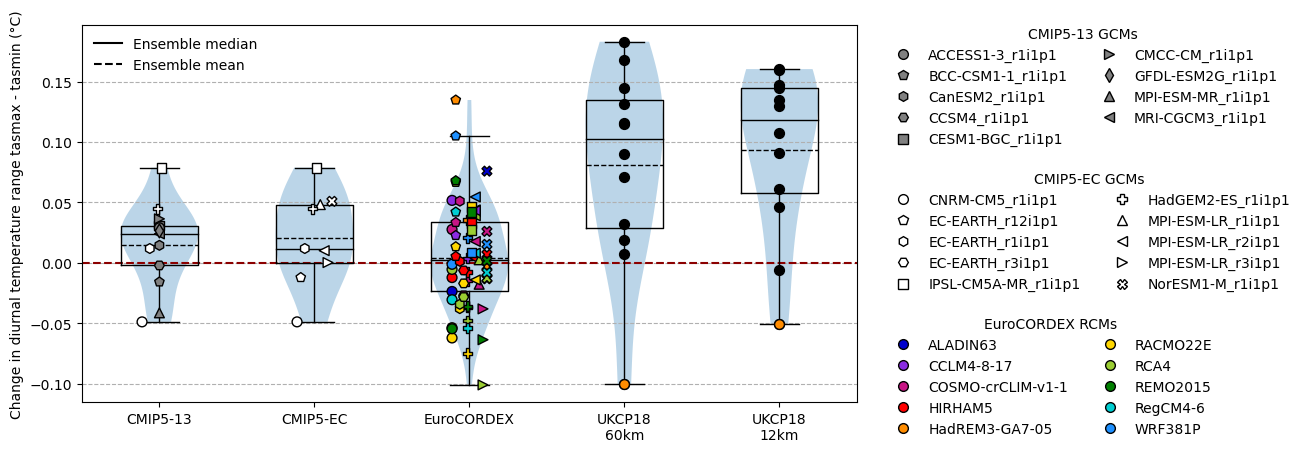 Change in diurnal temperature range tasmax - tasmin (°C)
Ensemble median
Ensemble mean
0.15
0.10
0.05
0.00
−0.05
−0.10
CMIP5-13
CMIP5-EC
EuroCORDEX
UKCP18
60km
UKCP18
12km
CMIP5-13 GCMs
ACCESS1-3_r1i1p1
BCC-CSM1-1_r1i1p1
CanESM2_r1i1p1
CCSM4_r1i1p1
CESM1-BGC_r1i1p1
CMCC-CM_r1i1p1
GFDL-ESM2G_r1i1p1
MPI-ESM-MR_r1i1p1
MRI-CGCM3_r1i1p1
CMIP5-EC GCMs
CNRM-CM5_r1i1p1
EC-EARTH_r12i1p1
EC-EARTH_r1i1p1
EC-EARTH_r3i1p1
IPSL-CM5A-MR_r1i1p1
HadGEM2-ES_r1i1p1
MPI-ESM-LR_r1i1p1
MPI-ESM-LR_r2i1p1
MPI-ESM-LR_r3i1p1
NorESM1-M_r1i1p1
EuroCORDEX RCMs
ALADIN63
CCLM4-8-17
COSMO-crCLIM-v1-1
HIRHAM5
HadREM3-GA7-05
RACMO22E
RCA4
REMO2015
RegCM4-6
WRF381P